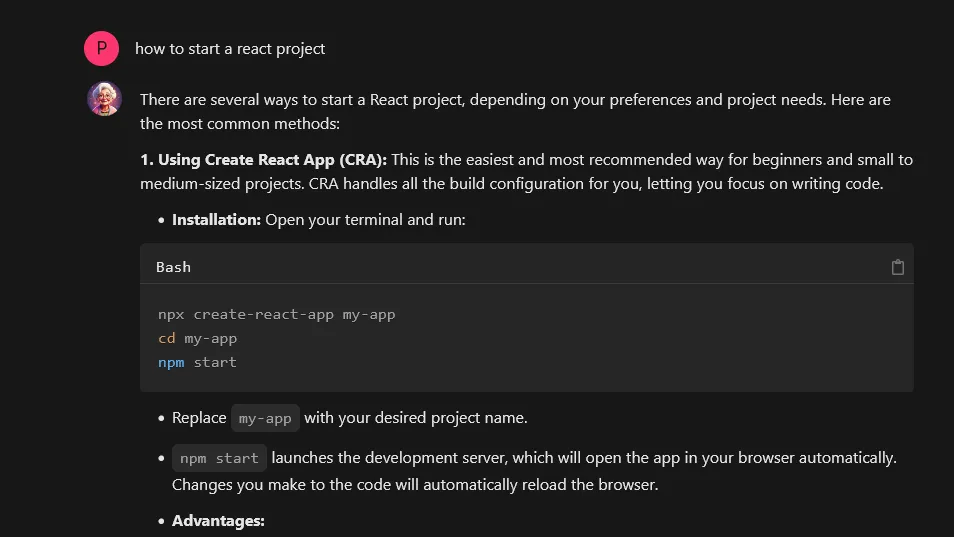 P
how to start a react project
There are several ways to start a React project, depending on your preferences and project needs. Here are
the most common methods:
1. Using Create React App (CRA): This is the easiest and most recommended way for beginners and small to
medium-sized projects. CRA handles all the build configuration for you, letting you focus on writing code.
• Installation: Open your terminal and run:
Bash
npx create-react-app my-app
cd my-app
npm start
• Replace my-app with your desired project name.
• npm start launches the development server, which will open the app in your browser automatically.
Changes you make to the code will automatically reload the browser.
• Advantages: